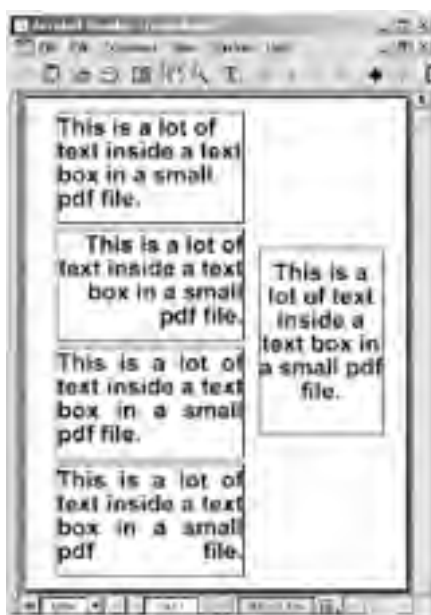 This is a lot of
text inside a text
box in a small
pdf file.
This is a lot of
text inside a text
box in a small
pdf file.
This is a lot of
text inside a text
box in a small
pdf file.
This is a lot of
text inside a text
box in a small
pdf file.
This is a
lot of text
inside a
text box in
a small pdf
file.